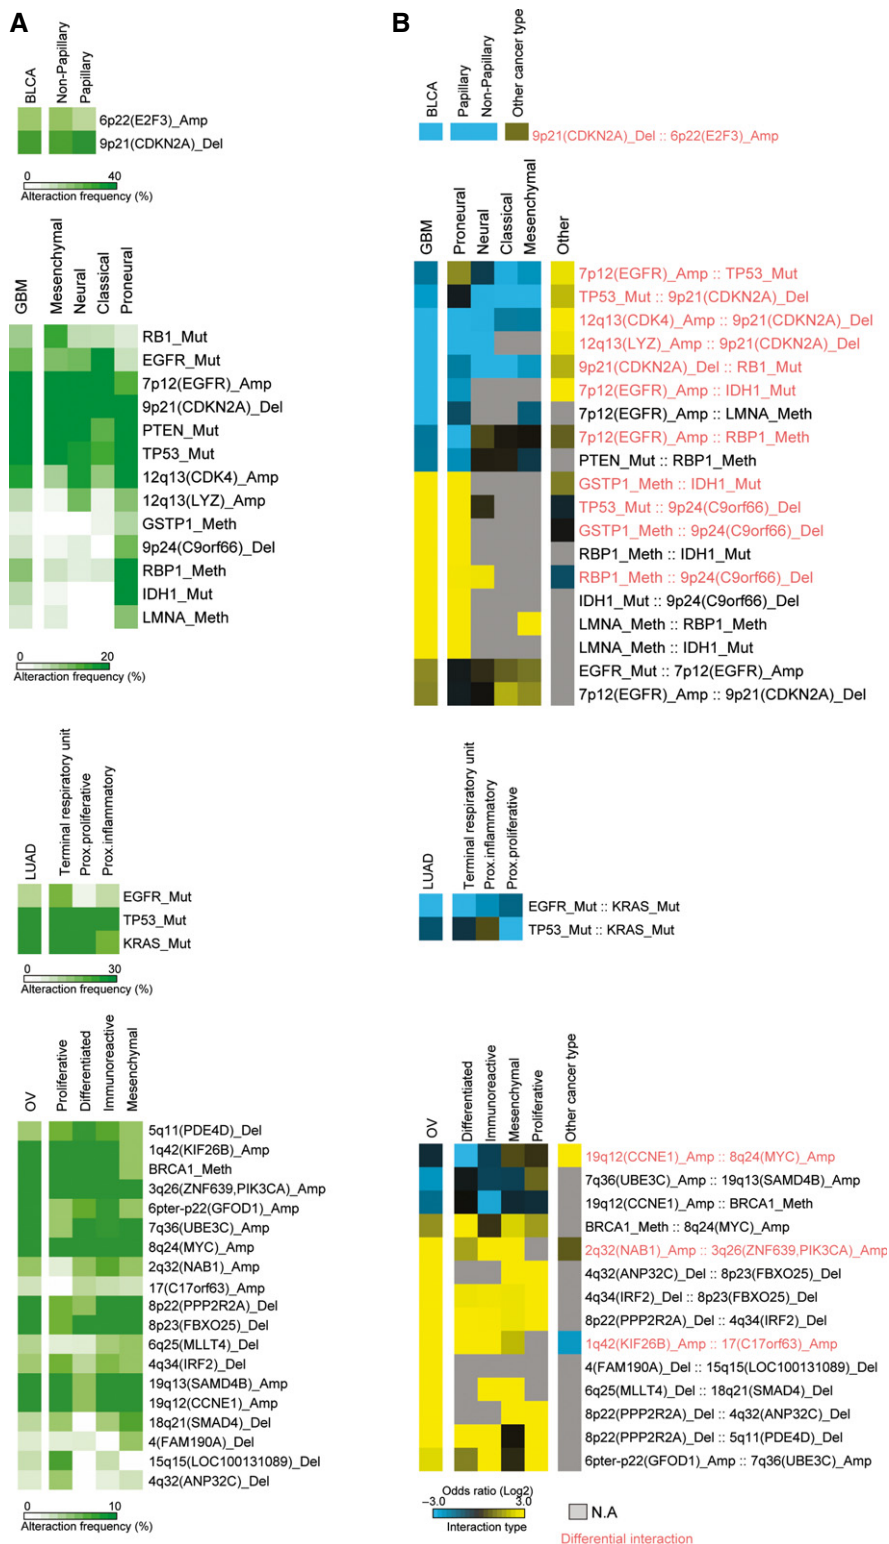 A
BLCA
Non-Papillary
Papillary
6p22(E2F3)_Amp
9p21(CDKN2A)_Del
0 40
Alteraction frequency (%)
GBM
Mesenchymal
Neural
Classical
Proneural
RB1_Mut
EGFR_Mut
7p12(EGFR)_Amp
9p21(CDKN2A)_Del
PTEN_Mut
TP53_Mut
12q13(CDK4)_Amp
12q13(LYZ)_Amp
GSTP1_Meth
9p24(C9orf66)_Del
RBP1_Meth
IDH1_Mut
LMNA_Meth
0 20
Alteraction frequency (%)
LUAD
Terminal respiratory unit
Prox.proliferative
Prox.inflammatory
EGFR_Mut
TP53_Mut
KRAS_Mut
0 30
Alteraction frequency (%)
OV
Proliferative
Differentiated
Immunoreactive
Mesenchymal
5q11(PDE4D)_Del
1q42(KIF26B)_Amp
BRCA1_Meth
3q26(ZNF639,PIK3CA)_Amp
6pter-p22(GFOD1)_Amp
7q36(UBE3C)_Amp
8q24(MYC)_Amp
2q32(NAB1)_Amp
17(C17orf63)_Amp
8p22(PPP2R2A)_Del
8p23(FBXO25)_Del
6q25(MLLT4)_Del
4q34(IRF2)_Del
19q13(SAMD4B)_Amp
19q12(CCNE1)_Amp
18q21(SMAD4)_Del
4(FAM190A)_Del
15q15(LOC100131089)_Del
4q32(ANP32C)_Del
0 10
Alteraction frequency (%)
B
BLCA
Papillary
Non-Papillary
Other cancer type
9p21(CDKN2A)_Del :: 6p22(E2F3)_Amp
GBM
Proneural
Neural
Classical
Mesenchymal
Other
7p12(EGFR)_Amp :: TP53_Mut
TP53_Mut :: 9p21(CDKN2A)_Del
12q13(CDK4)_Amp :: 9p21(CDKN2A)_Del
12q13(LYZ)_Amp :: 9p21(CDKN2A)_Del
9p21(CDKN2A)_Del :: RB1_Mut
7p12(EGFR)_Amp :: IDH1_Mut
7p12(EGFR)_Amp :: LMNA_Meth
7p12(EGFR)_Amp :: RBP1_Meth
PTEN_Mut :: RBP1_Meth
GSTP1_Meth :: IDH1_Mut
TP53_Mut :: 9p24(C9orf66)_Del
GSTP1_Meth :: 9p24(C9orf66)_Del
RBP1_Meth :: IDH1_Mut
RBP1_Meth :: 9p24(C9orf66)_Del
IDH1_Mut :: 9p24(C9orf66)_Del
LMNA_Meth :: RBP1_Meth
LMNA_Meth :: IDH1_Mut
EGFR_Mut :: 7p12(EGFR)_Amp
7p12(EGFR)_Amp :: 9p21(CDKN2A)_Del
LUAD
Terminal respiratory unit
Prox.inflammatory
Prox.proliferative
EGFR_Mut :: KRAS_Mut
TP53_Mut :: KRAS_Mut
OV
Differentiated
Immunoreactive
Mesenchymal
Proliferative
Other cancer type
19q12(CCNE1)_Amp :: 8q24(MYC)_Amp
7q36(UBE3C)_Amp :: 19q13(SAMD4B)_Amp
19q12(CCNE1)_Amp :: BRCA1_Meth
BRCA1_Meth :: 8q24(MYC)_Amp
2q32(NAB1)_Amp :: 3q26(ZNF639,PIK3CA)_Amp
4q32(ANP32C)_Del :: 8p23(FBXO25)_Del
4q34(IRF2)_Del :: 8p23(FBXO25)_Del
8p22(PPP2R2A)_Del :: 4q34(IRF2)_Del
1q42(KIF26B)_Amp :: 17(C17orf63)_Amp
4(FAM190A)_Del :: 15q15(LOC100131089)_Del
6q25(MLLT4)_Del :: 18q21(SMAD4)_Del
8p22(PPP2R2A)_Del :: 4q32(ANP32C)_Del
8p22(PPP2R2A)_Del :: 5q11(PDE4D)_Del
6pter-p22(GFOD1)_Amp :: 7q36(UBE3C)_Amp
Odds ratio (Log2)
−3.0 3.0
Interaction type
N.A
Differential interaction